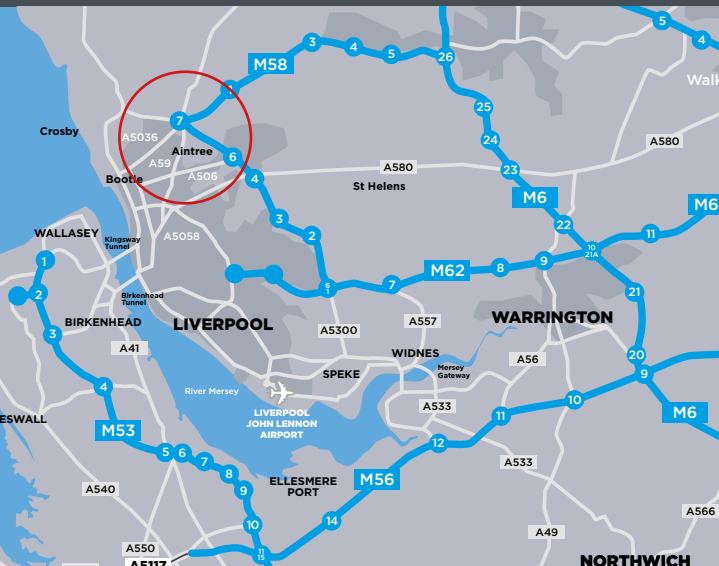 5
4
3
M58
4
5
26
Walk
1
25
7
Crosby
A5036
24
A580
Aintree
A59
6
A580
23
Bootle
A506
4
St Helens
M6
M6
3
22
WALLASEY
Kingsway
Tunnel
A5058
2
11
10
21A
1
M62
8
9
2
6
1
7
21
Birkenhead
Tunnel
BIRKENHEAD
LIVERPOOL
A5300
A557
WARRINGTON
3
A41
WIDNES
A56
20
SPEKE
Mersey
Gateway
9
4
River Mersey
10
LIVERPOOL
JOHN LENNON
AIRPORT
A533
11
M6
ESWALL
M53
12
5
6
7
A533
8
ELLESMERE
PORT
M56
9
A540
10
14
A566
A49
A550
11
15
A5117
NORTHWICH